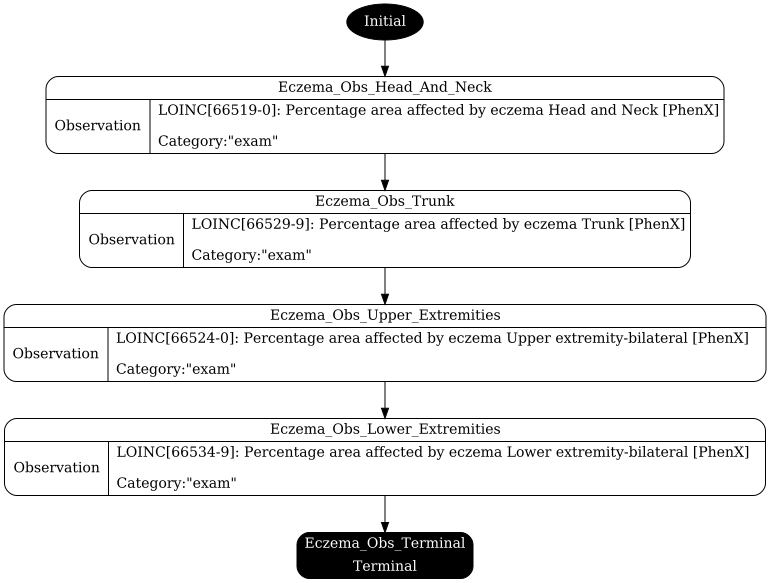 Initial
Eczema_Obs_Head_And_Neck
Observation
LOINC[66519-0]: Percentage area affected by eczema Head and Neck [PhenX]
Category:"exam"
Eczema_Obs_Trunk
Observation
LOINC[66529-9]: Percentage area affected by eczema Trunk [PhenX]
Category:"exam"
Eczema_Obs_Upper_Extremities
Observation
LOINC[66524-0]: Percentage area affected by eczema Upper extremity-bilateral [PhenX]
Category:"exam"
Eczema_Obs_Lower_Extremities
Observation
LOINC[66534-9]: Percentage area affected by eczema Lower extremity-bilateral [PhenX]
Category:"exam"
Eczema_Obs_Terminal
Terminal